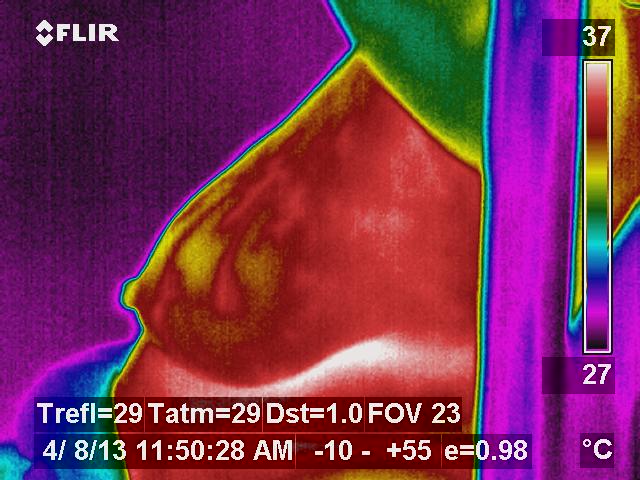 FLIR
37
27
Trefl=29 Tatm=29 Dst=1.0 FOV 23
4/ 8/13 11:50:28 AM -10 - +55 e=0.98 °C